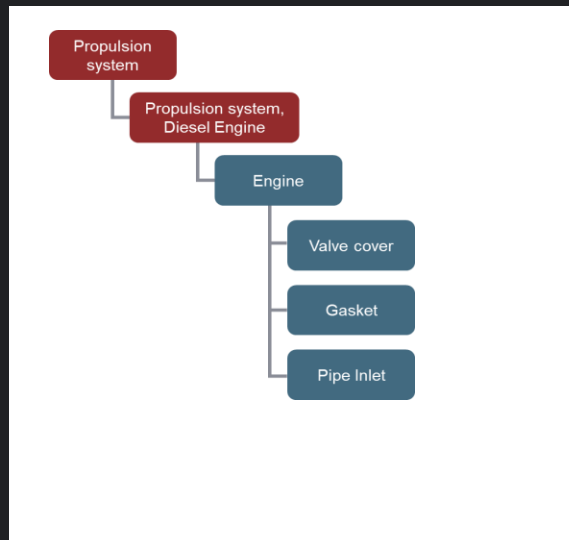 Propulsion
system
Propulsion system,
Diesel Engine
Engine
Valve cover
Gasket
Pipe Inlet